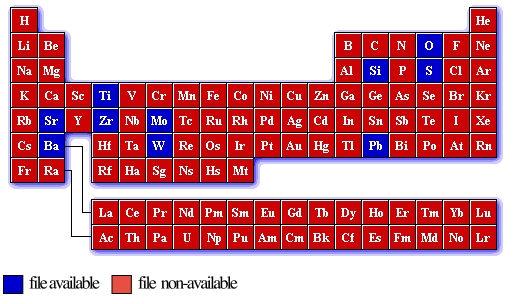 H He
Li Be B C N O F Ne
Na Mg Al Si P S Cl Ar
K Ca Sc Ti V Cr Mn Fe Co Ni Cu Zn Ga Ge As Se Br Kr
Rb Sr Y Zr Nb Mo Tc Ru Rh Pd Ag Cd In Sn Sb Te I Xe
Cs Ba Hf Ta W Re Os Ir Pt Au Hg Tl Pb Bi Po At Rn
Fr Ra Rf Ha Sg Ns Hs Mt
La Ce Pr Nd Pm Sm Eu Gd Tb Dy Ho Er Tm Yb Lu
Ac Th Pa U Np Pu Am Cm Bk Cf Es Fm Md No Lr
file available file non-available